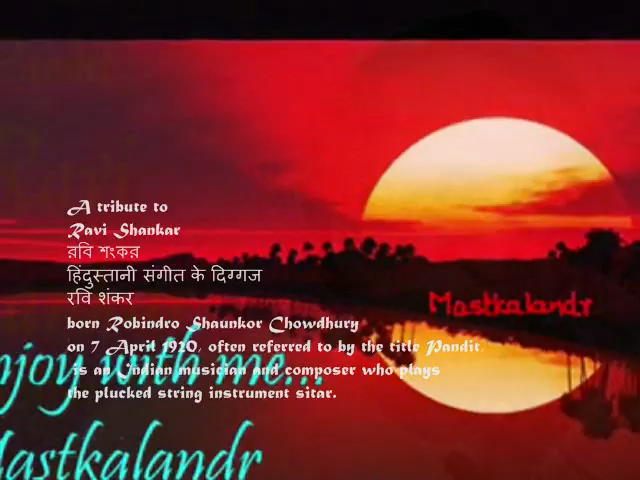 A tribute to
Ravi Shankar
রবি শংকর
हिंदुस्तानी संगीत के दिग्गज
रवि शंकर
Mastkalandr
born Robindro Shaunkor Chowdhury
on 7 April 1920, often referred to by the title Pandit,
is an Indian musician and composer who plays
the plucked string instrument sitar.
njoy with me...
Mastkalandr